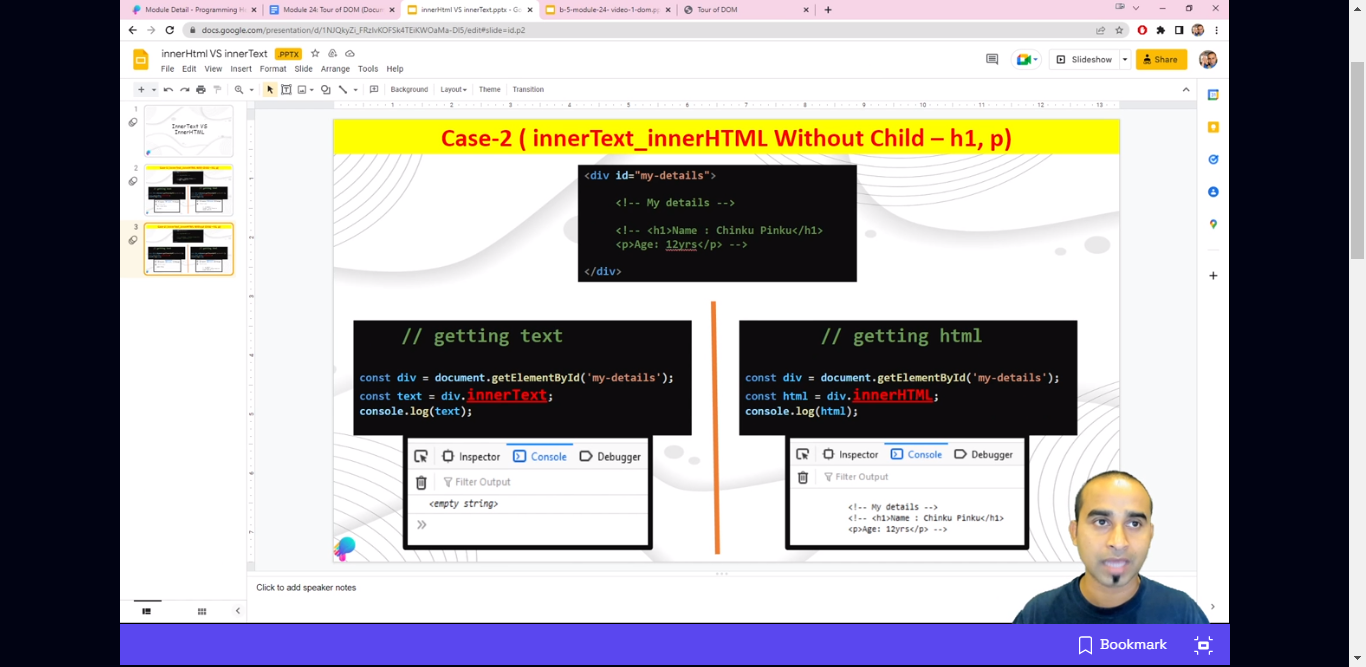 Module Detail - Programming H
Module 24: Tour of DOM (Docum
innerHtml VS innerText.pptx - Go
b-5-module-24- video-1-dom.pp
Tour of DOM
docs.google.com/presentation/d/1NJQkyZi_FRzIvKOFSk4TEiKWOaMa-DI5/edit#slide=id.p2
innerHtml VS innerText .PPTX
File Edit View Insert Format Slide Arrange Tools Help
Slideshow
Share
Background Layout Theme Transition
1
InnerText VS
InnerHTML
2
3
Case-2 ( innerText_innerHTML Without Child – h1, p)
<div id="my-details">
<!-- My details -->
<!-- <h1>Name : Chinku Pinku</h1>
<p>Age: 12yrs</p> -->
</div>
// getting text
const div = document.getElementById('my-details');
const text = div.innerText;
console.log(text);
Inspector Console Debugger
Filter Output
<empty string>
// getting html
const div = document.getElementById('my-details');
const html = div.innerHTML;
console.log(html);
Inspector Console Debugger
Filter Output
<!-- My details -->
<!-- <h1>Name : Chinku Pinku</h1>
<p>Age: 12yrs</p> -->
Click to add speaker notes
Bookmark